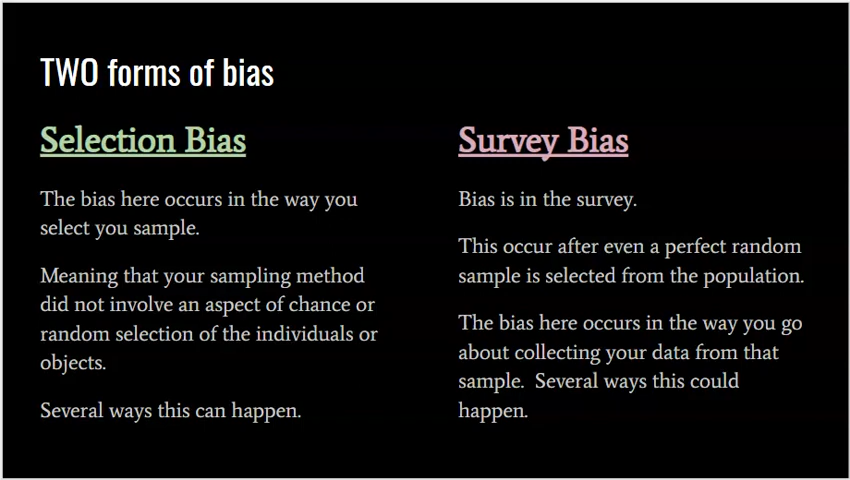 TWO forms of bias
Selection Bias
The bias here occurs in the way you
select you sample.
Meaning that your sampling method
did not involve an aspect of chance or
random selection of the individuals or
objects.
Several ways this can happen.
Survey Bias
Bias is in the survey.
This occur after even a perfect random
sample is selected from the population.
The bias here occurs in the way you go
about collecting your data from that
sample.  Several ways this could
happen.